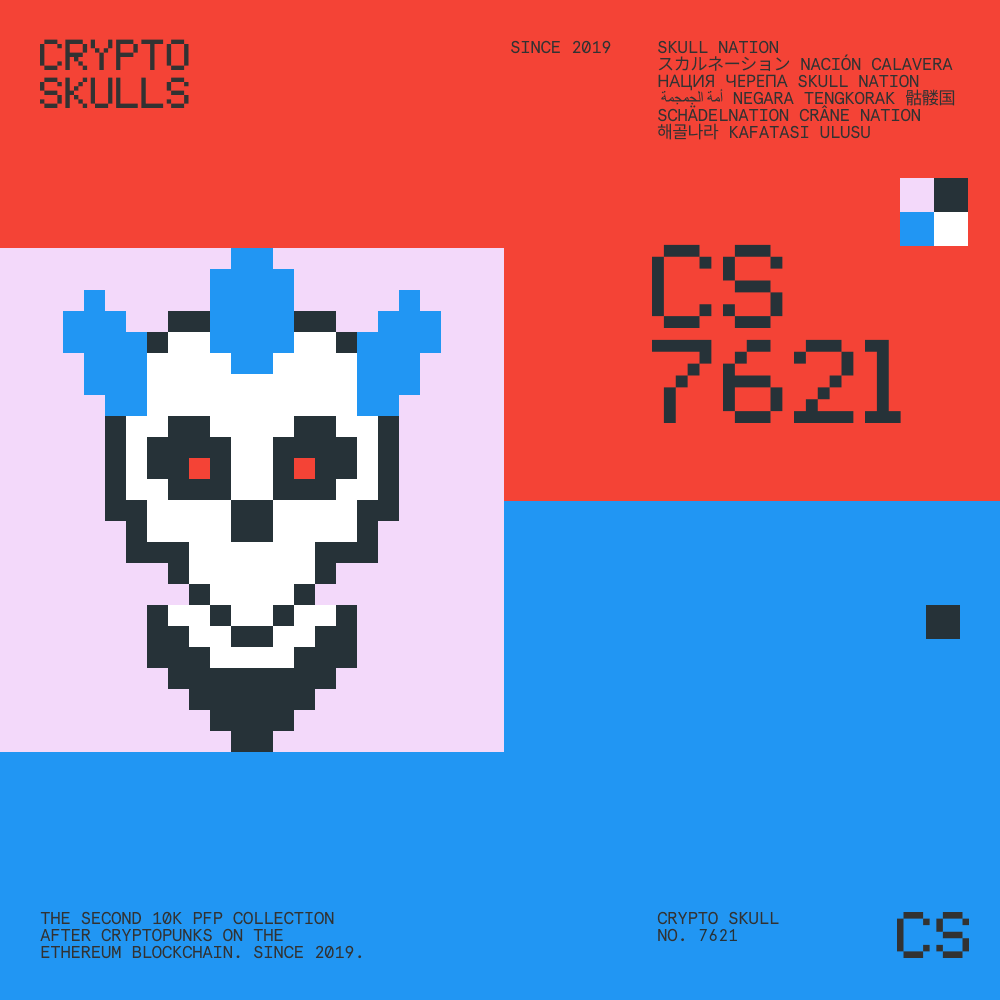 CRYPTO
SKULLS
SINCE 2019
SKULL NATION
スカルネーション NACIÓN CALAVERA
НАЦИЯ ЧЕРЕПА SKULL NATION
أمة الجمجمة NEGARA TENGKORAK 骷髅国
SCHÄDELNATION CRÂNE NATION
해골나라 KAFATASI ULUSU
CS
7621
THE SECOND 10K PFP COLLECTION
AFTER CRYPTOPUNKS ON THE
ETHEREUM BLOCKCHAIN. SINCE 2019.
CRYPTO SKULL
NO. 7621
CS